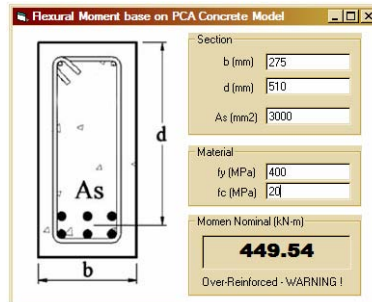 Flexural Moment base on PCA Concrete Model
Section
b (mm) 275
d (mm) 510
As (mm2) 3000
Material
fy (MPa) 400
fc (MPa) 20
Momen Nominal (kN-m)
449.54
Over-Reinforced - WARNING !
d
As
b